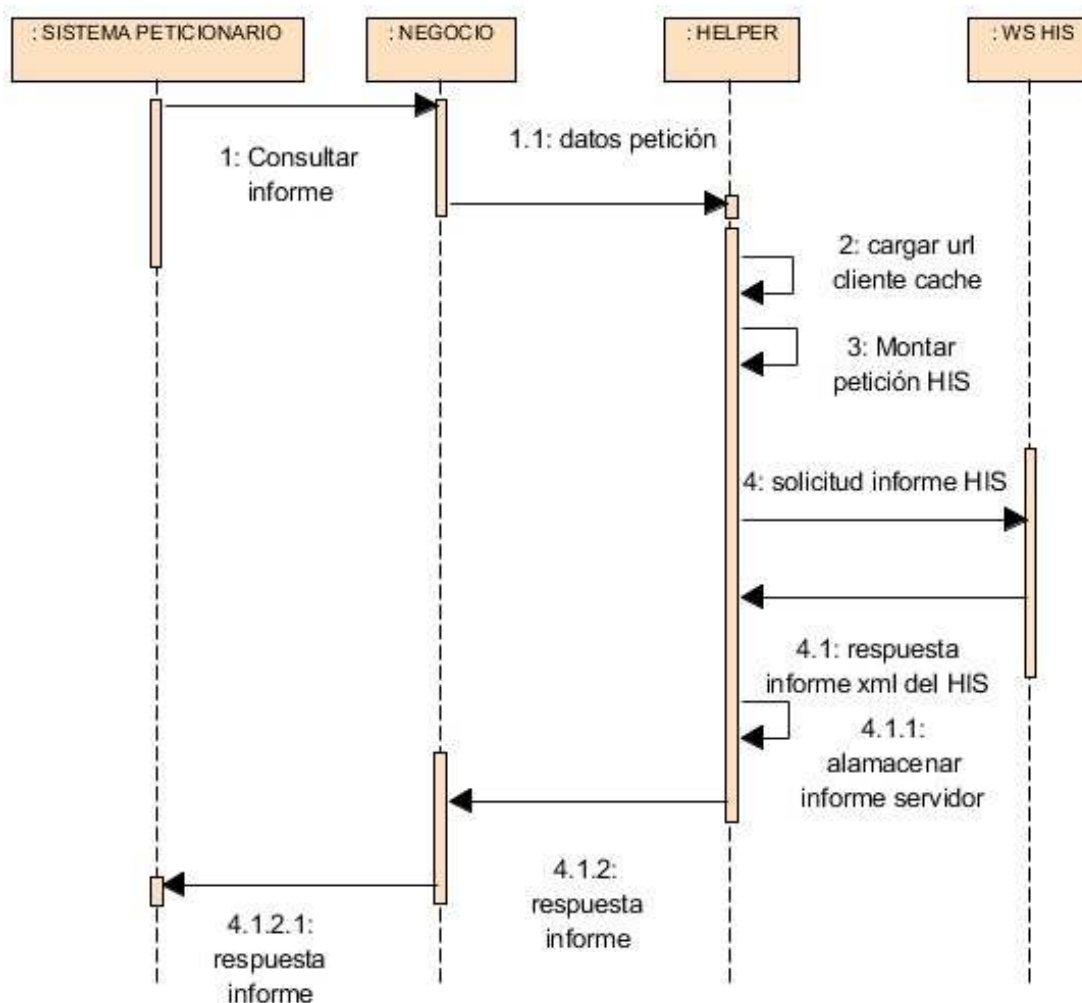 : SISTEMA PETICIONARIO
: NEGOCIO
: HELPER
: WS HIS
1: Consultar
informe
1.1: datos petición
2: cargar url
cliente cache
3: Montar
petición HIS
4: solicitud informe HIS
4.1: respuesta
informe xml del HIS
4.1.1:
alamacenar
informe servidor
4.1.2:
respuesta
informe
4.1.2.1:
respuesta
informe